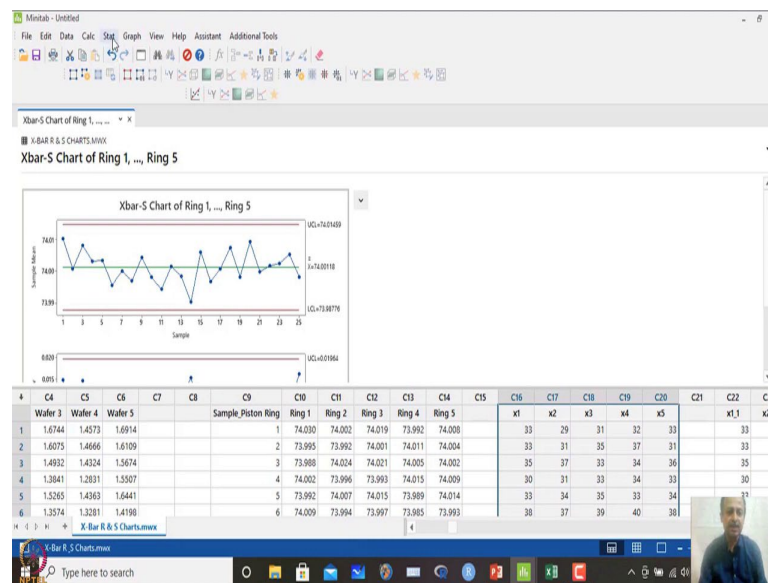 Minitab - Untitled
File Edit Data Calc Stat Graph View Help Assistant Additional Tools
Xbar-S Chart of Ring 1, ..., ...
X-BAR R & S CHARTS.MWX
Xbar-S Chart of Ring 1, ..., Ring 5
Xbar-S Chart of Ring 1, ..., Ring 5
UCL=74.01459
74.01
Sample Mean
74.00
X=74.00118
73.99
LCL=73.98776
1 3 5 7 9 11 13 15 17 19 21 23 25
Sample
0.020
UCL=0.01964
0.015
C4 C5 C6 C7 C8 C9 C10 C11 C12 C13 C14 C15 C16 C17 C18 C19 C20 C21 C22
Wafer 3 Wafer 4 Wafer 5 Sample_Piston Ring Ring 1 Ring 2 Ring 3 Ring 4 Ring 5 x1 x2 x3 x4 x5 x1_1
1 1.6744 1.4573 1.6914 1 74.030 74.002 74.019 73.992 74.008 33 29 31 32 33 33
2 1.6075 1.4666 1.6109 2 73.995 73.992 74.001 74.011 74.004 33 31 35 37 31 33
3 1.4932 1.4324 1.5674 3 73.988 74.024 74.021 74.005 74.002 35 37 33 34 36 35
4 1.3841 1.2831 1.5507 4 74.002 73.996 73.993 74.015 74.009 30 31 33 34 33 30
5 1.5265 1.4363 1.6441 5 73.992 74.007 74.015 73.989 74.014 33 34 35 33 34 33
6 1.3574 1.3281 1.4198 6 74.009 73.994 73.997 73.985 73.993 38 37 39 40 38
X-Bar R & S Charts.mwx
X-Bar R_S Charts.mwx
NPTEL
Type here to search